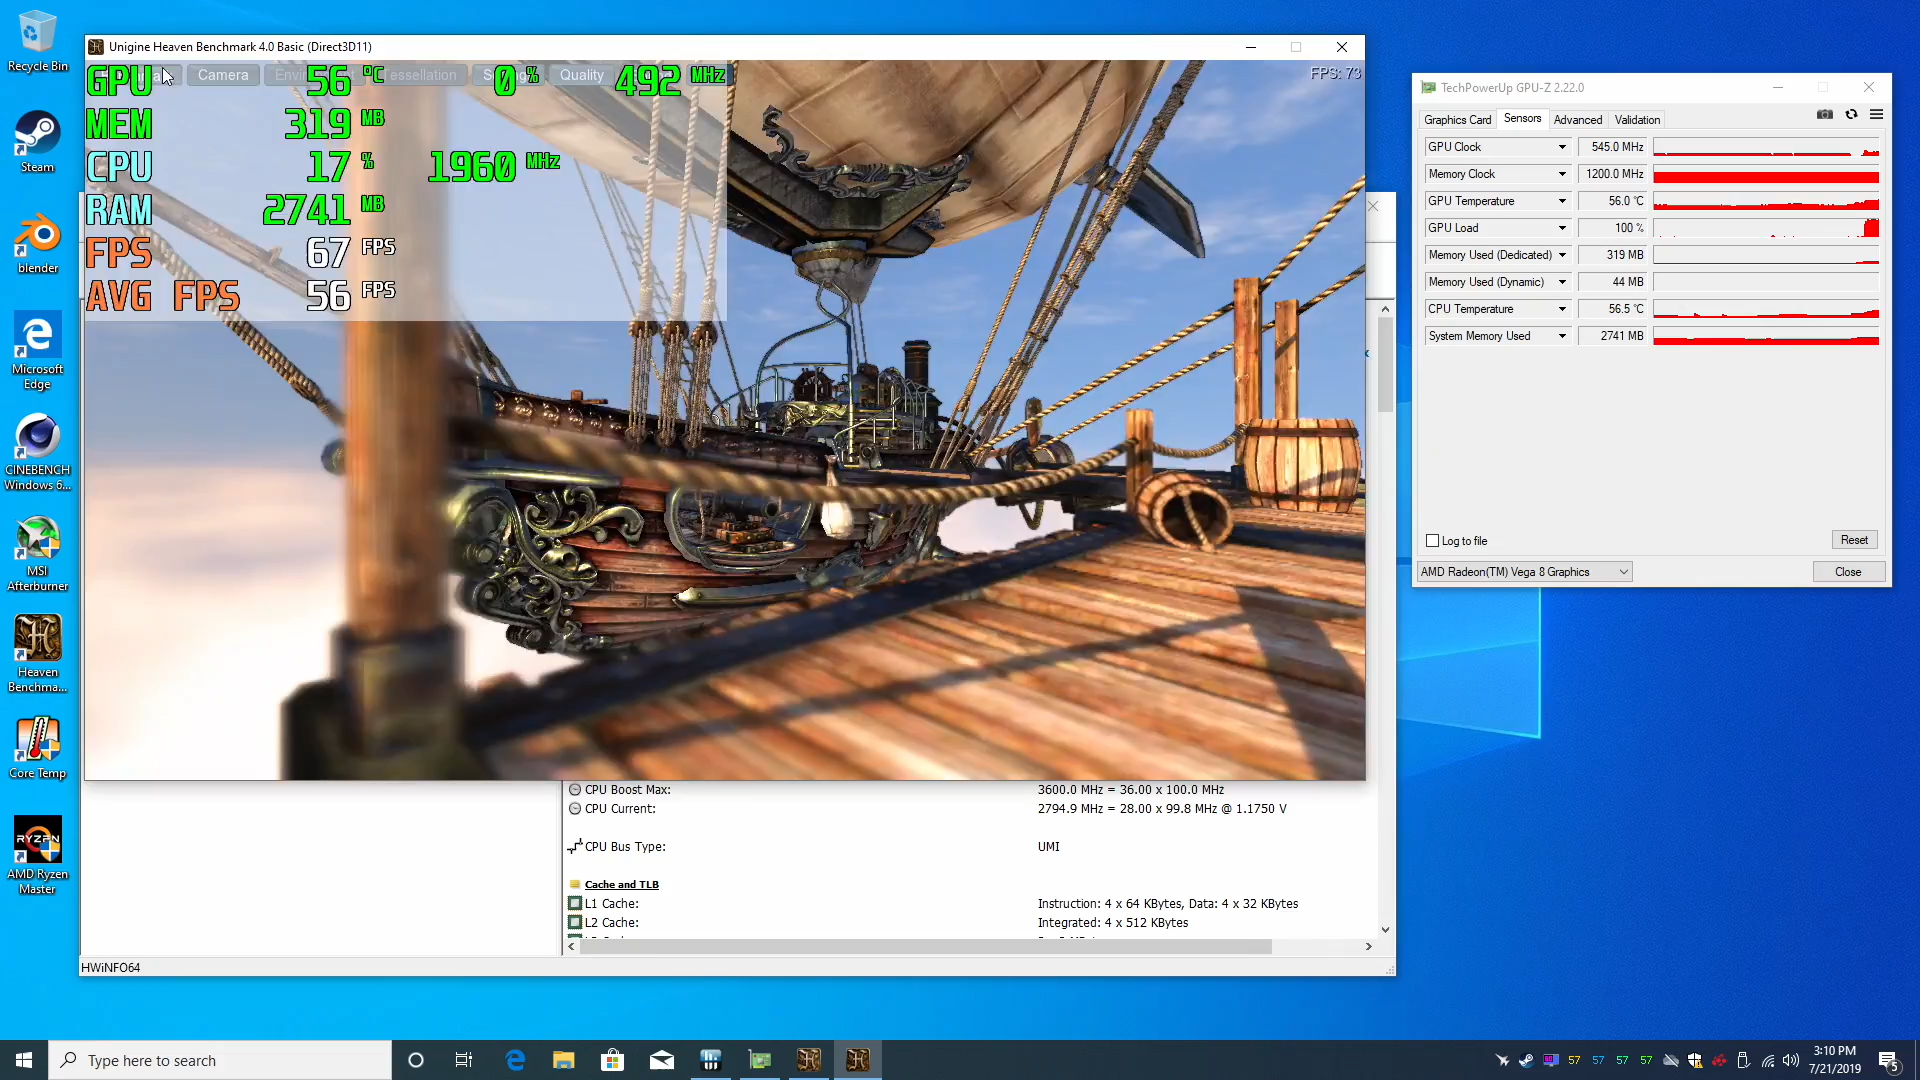 Recycle Bin
Steam
blender
Microsoft
Edge
CINEBENCH
Windows 6...
MSI
Afterburner
Heaven
Benchma...
Core Temp
RYZEN
AMD Ryzen
Master
Unigine Heaven Benchmark 4.0 Basic (Direct3D11)
Camera
Quality
FPS: 73
GPU 56 °C 0 % 492 MHz
MEM 319 MB
CPU 17 % 1960 MHz
RAM 2741 MB
FPS 67 FPS
AVG FPS 56 FPS
CPU Boost Max: 3600.0 MHz = 36.00 x 100.0 MHz
CPU Current: 2794.9 MHz = 28.00 x 99.8 MHz @ 1.1750 V
CPU Bus Type: UMI
Cache and TLB
L1 Cache: Instruction: 4 x 64 KBytes, Data: 4 x 32 KBytes
L2 Cache: Integrated: 4 x 512 KBytes
HWiNFO64
TechPowerUp GPU-Z 2.22.0
Graphics Card Sensors Advanced Validation
GPU Clock 545.0 MHz
Memory Clock 1200.0 MHz
GPU Temperature 56.0 °C
GPU Load 100 %
Memory Used (Dedicated) 319 MB
Memory Used (Dynamic) 44 MB
CPU Temperature 56.5 °C
System Memory Used 2741 MB
Log to file
Reset
AMD Radeon(TM) Vega 8 Graphics
Close
Type here to search
57 57 57 57
3:10 PM
7/21/2019
5